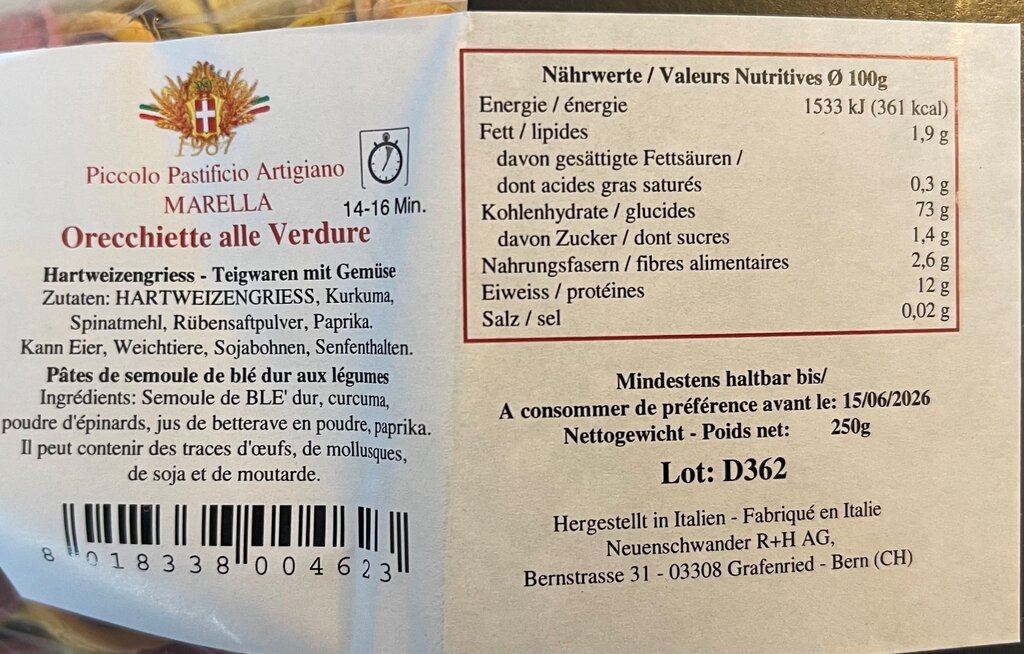 1987
Piccolo Pastificio Artigiano
MARELLA
14-16 Min.
Orecchiette alle Verdure
Hartweizengriess - Teigwaren mit Gemüse
Zutaten: HARTWEIZENGRIESS, Kurkuma,
Spinatmehl, Rübensaftpulver, Paprika.
Kann Eier, Weichtiere, Sojabohnen, Senfenthalten.
Pâtes de semoule de blé dur aux légumes
Ingrédients: Semoule de BLE' dur, curcuma,
poudre d'épinards, jus de betterave en poudre, paprika.
Il peut contenir des traces d'œufs, de mollusques,
de soja et de moutarde.
8 018338 004623
Nährwerte / Valeurs Nutritives Ø 100g
Energie / énergie 1533 kJ (361 kcal)
Fett / lipides 1,9 g
davon gesättigte Fettsäuren /
dont acides gras saturés 0,3 g
Kohlenhydrate / glucides 73 g
davon Zucker / dont sucres 1,4 g
Nahrungsfasern / fibres alimentaires 2,6 g
Eiweiss / protéines 12 g
Salz / sel 0,02 g
Mindestens haltbar bis/
A consommer de préférence avant le: 15/06/2026
Nettogewicht - Poids net: 250g
Lot: D362
Hergestellt in Italien - Fabriqué en Italie
Neuenschwander R+H AG,
Bernstrasse 31 - 03308 Grafenried - Bern (CH)